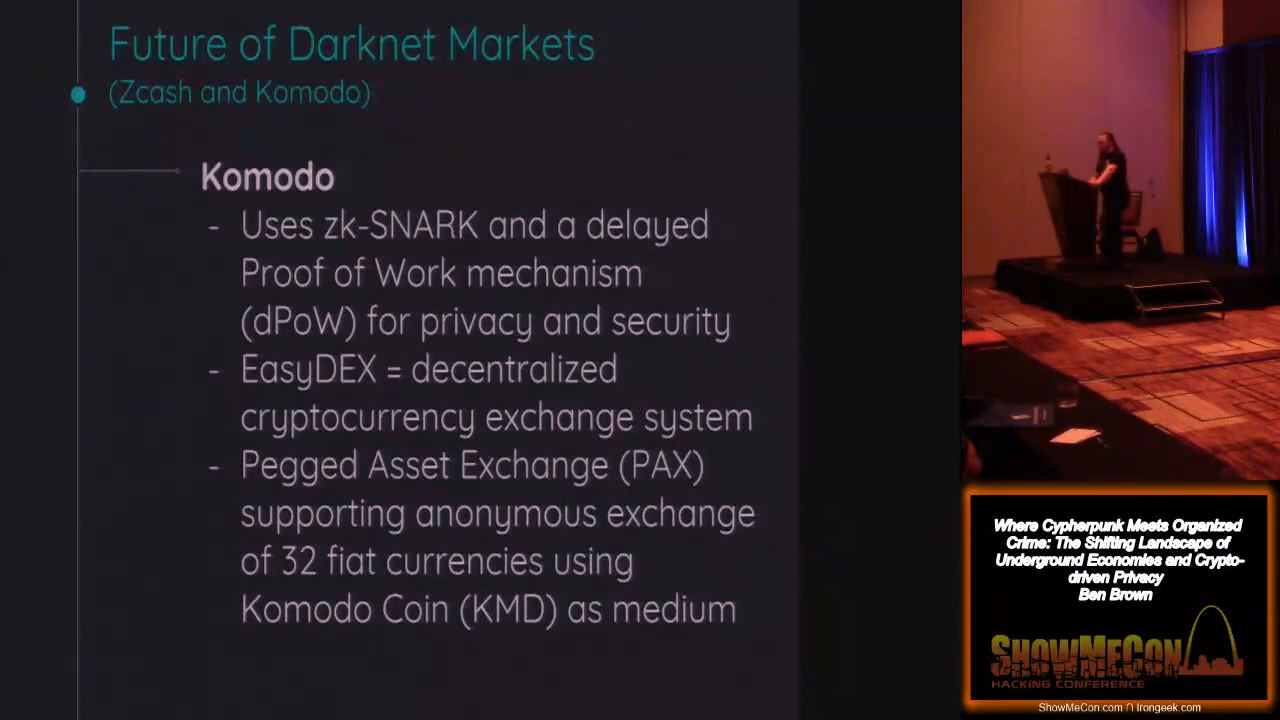 Future of Darknet Markets
(Zcash and Komodo)
Komodo
- Uses zk-SNARK and a delayed
Proof of Work mechanism
(dPoW) for privacy and security
- EasyDEX = decentralized
cryptocurrency exchange system
- Pegged Asset Exchange (PAX)
supporting anonymous exchange
of 32 fiat currencies using
Komodo Coin (KMD) as medium
Where Cypherpunk Meets Organized
Crime: The Shifting Landscape of
Underground Economies and Crypto-
driven Privacy
Ben Brown
SHOWMECON
HACKING CONFERENCE
ShowMeCon.com ∩ Irongeek.com